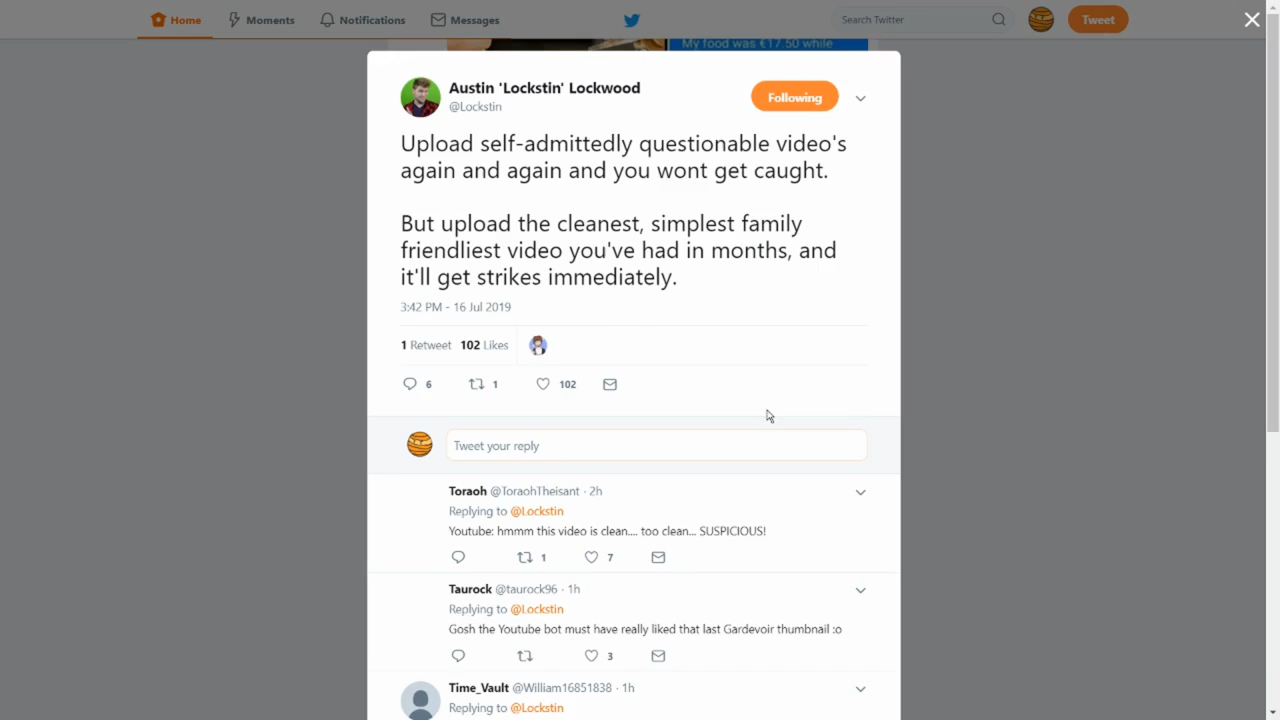 Home
Moments
Notifications
Messages
Search Twitter
Tweet
My food was €17.50 while
Austin 'Lockstin' Lockwood
@Lockstin
Following
Upload self-admittedly questionable video's
again and again and you wont get caught.
But upload the cleanest, simplest family
friendliest video you've had in months, and
it'll get strikes immediately.
3:42 PM - 16 Jul 2019
1 Retweet 102 Likes
6 1 102
Tweet your reply
Toraoh @ToraohTheisant · 2h
Replying to @Lockstin
Youtube: hmmm this video is clean.... too clean... SUSPICIOUS!
1 7
Taurock @taurock96 · 1h
Replying to @Lockstin
Gosh the Youtube bot must have really liked that last Gardevoir thumbnail :o
3
Time_Vault @William16851838 · 1h
Replying to @Lockstin